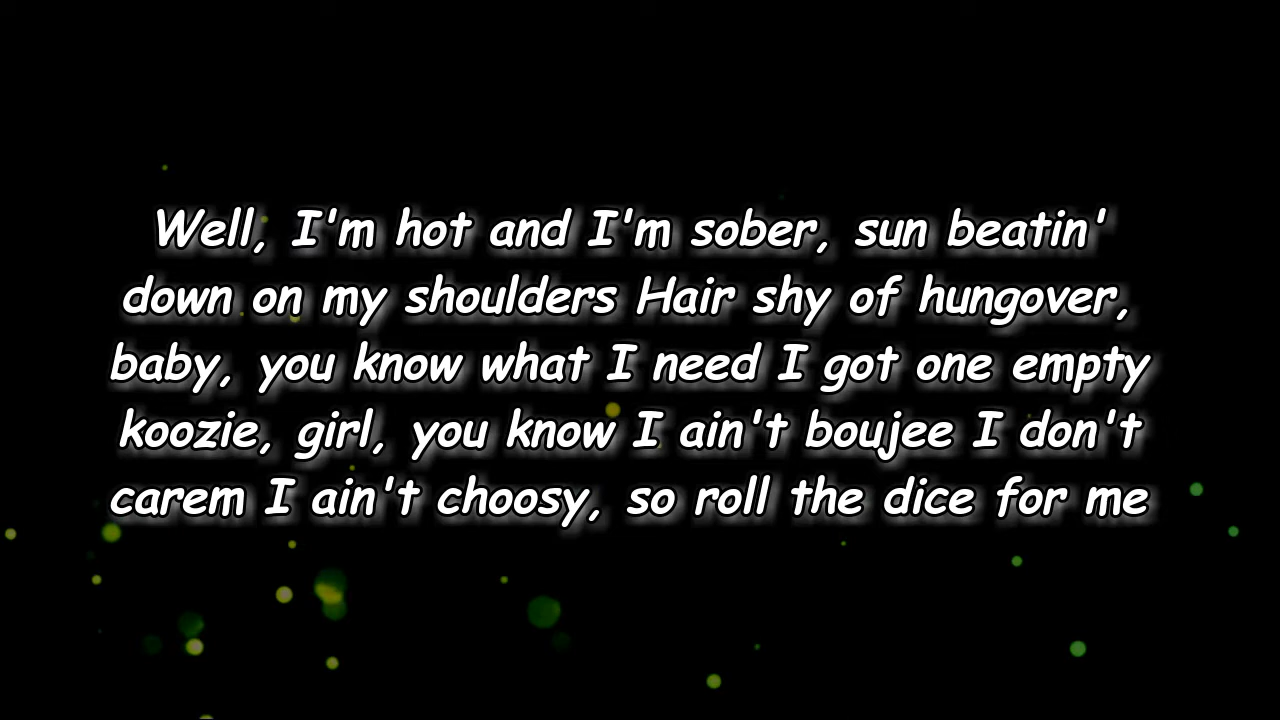 Well, I'm hot and I'm sober, sun beatin'
down on my shoulders Hair shy of hungover,
baby, you know what I need I got one empty
koozie, girl, you know I ain't boujee I don't
carem I ain't choosy, so roll the dice for me